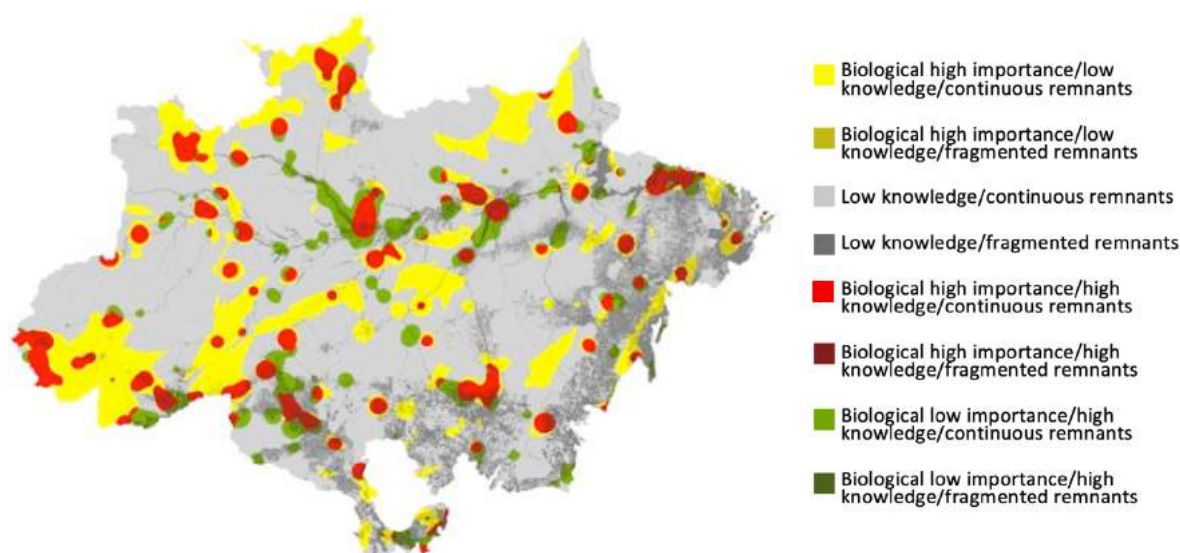 Biological high importance/low
knowledge/continuous remnants
Biological high importance/low
knowledge/fragmented remnants
Low knowledge/continuous remnants
Low knowledge/fragmented remnants
Biological high importance/high
knowledge/continuous remnants
Biological high importance/high
knowledge/fragmented remnants
Biological low importance/high
knowledge/continuous remnants
Biological low importance/high
knowledge/fragmented remnants